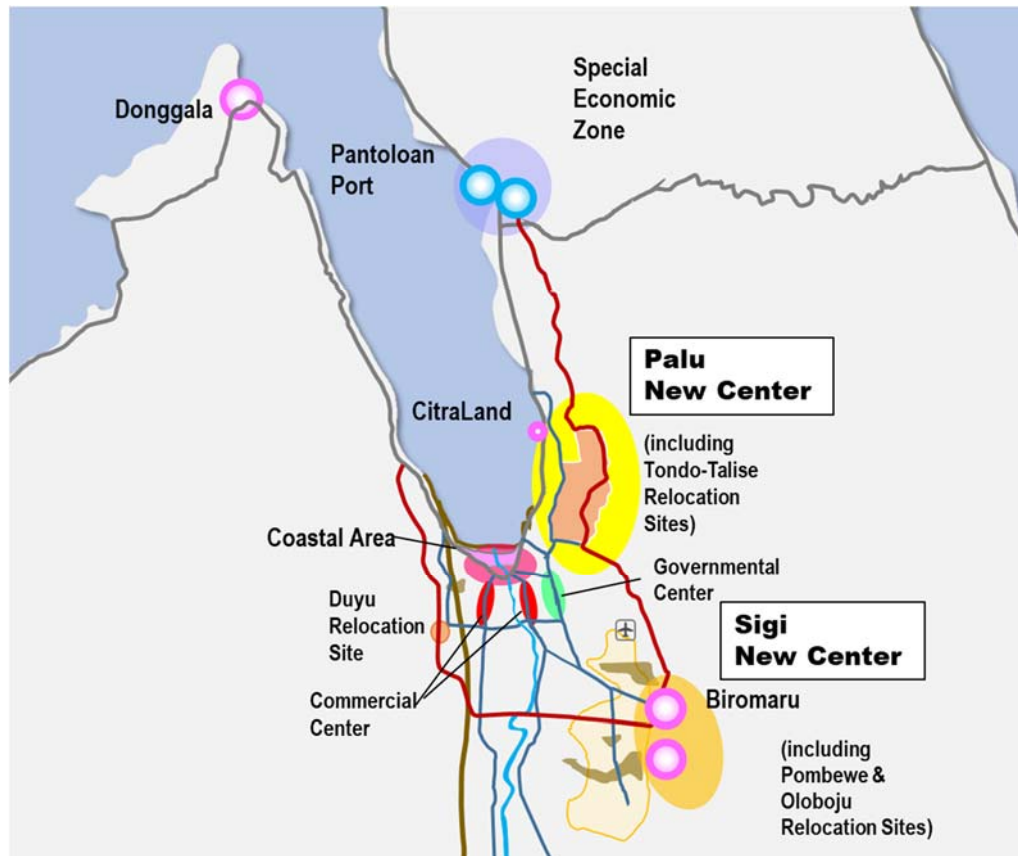 Special
Economic
Zone
Donggala
Pantoloan
Port
Palu
New Center
CitraLand
(including
Tondo-Talise
Relocation
Sites)
Coastal Area
Governmental
Center
Duyu
Relocation
Site
Sigi
New Center
Commercial
Center
Biromaru
(including
Pombewe &
Oloboju
Relocation Sites)